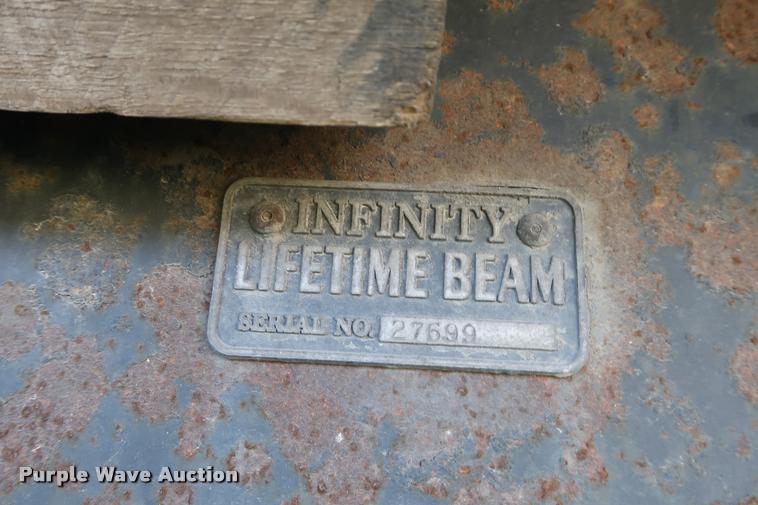 INFINITY
LIFETIME BEAM
SERIAL NO. 27699
Purple Wave Auction